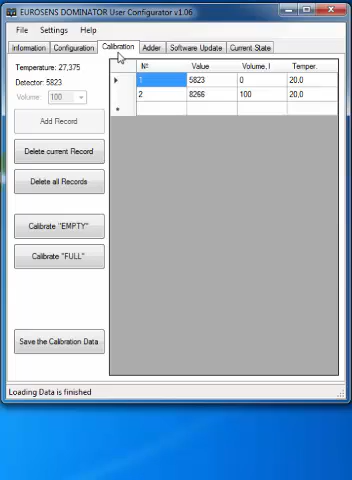 EUROSENS DOMINATOR User Configurator v1.06
File Settings Help
Information Configuration Calibration Adder Software Update Current State
Temperature: 27,375
Detector: 5823
Volume: 100
Add Record
Delete current Record
Delete all Records
Calibrate "EMPTY"
Calibrate "FULL"
Save the Calibration Data
Nº Value Volume, l Temper.
1 5823 0 20.0
2 8266 100 20,0
Loading Data is finished